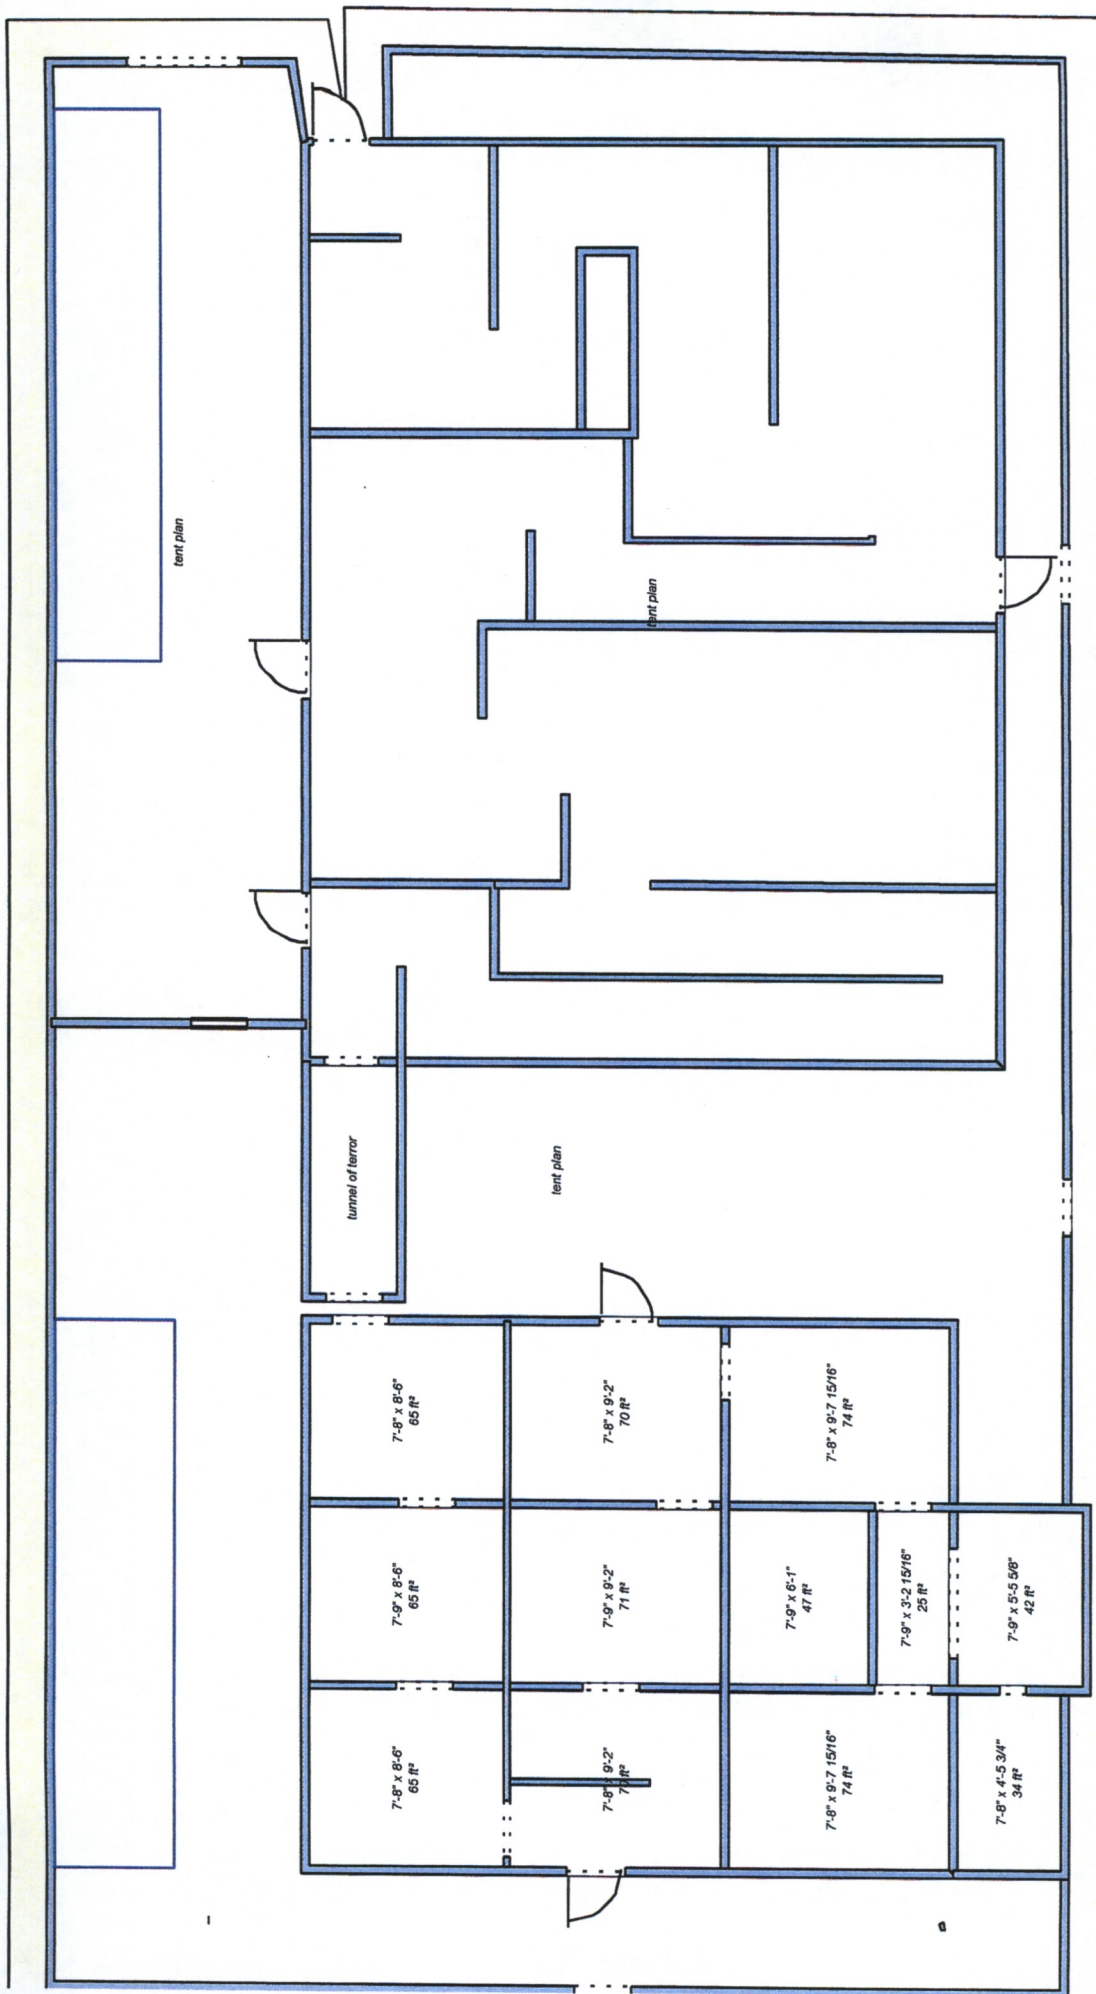 tent plan
tent plan
tunnel of terror
tent plan
7'-8" x 8'-6"
65 ft²
7'-8" x 9'-2"
70 ft²
7'-8" x 9'-7 15/16"
74 ft²
7'-9" x 8'-6"
65 ft²
7'-9" x 9'-2"
71 ft²
7'-9" x 6'-1"
47 ft²
7'-9" x 3'-2 15/16"
25 ft²
7'-9" x 5'-5 5/8"
42 ft²
7'-8" x 8'-6"
65 ft²
7'-8" x 9'-2"
70 ft²
7'-8" x 9'-7 15/16"
74 ft²
7'-8" x 4'-5 3/4"
34 ft²